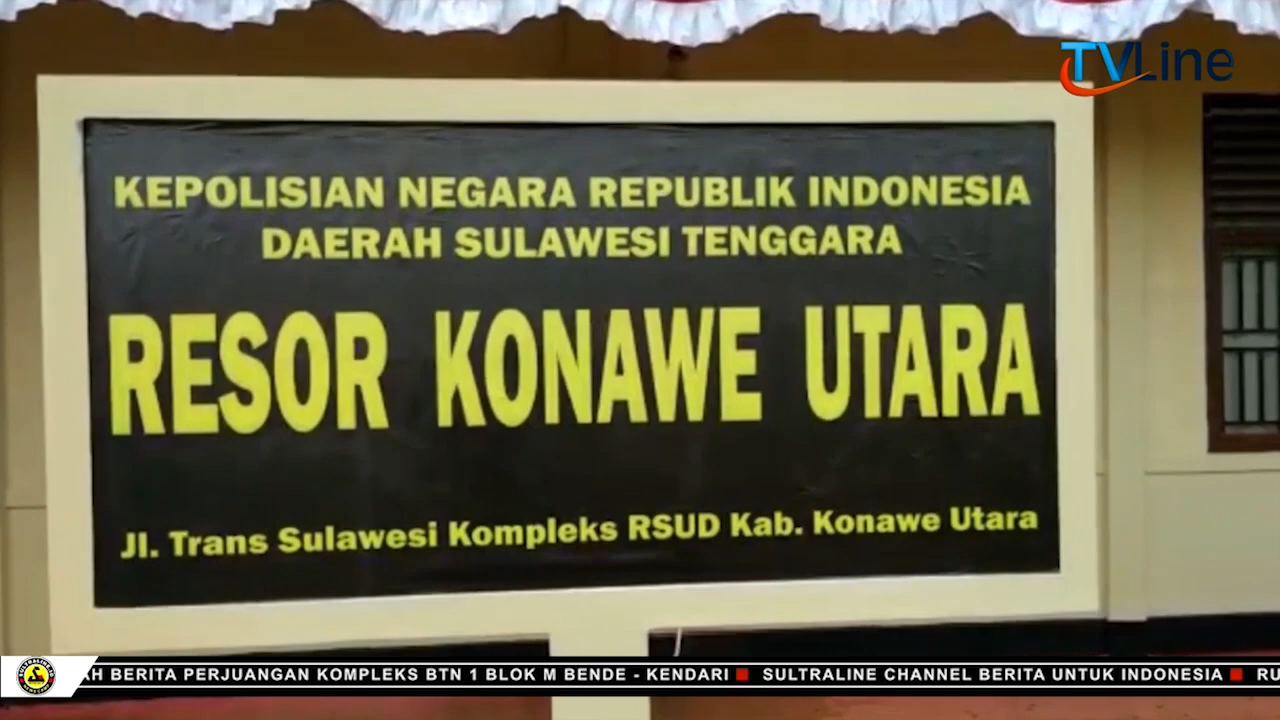 TVLine
KEPOLISIAN NEGARA REPUBLIK INDONESIA
DAERAH SULAWESI TENGGARA
RESOR KONAWE UTARA
Jl. Trans Sulawesi Kompleks RSUD Kab. Konawe Utara
AH BERITA PERJUANGAN KOMPLEKS BTN 1 BLOK M BENDE - KENDARI SULTRALINE CHANNEL BERITA UNTUK INDONESIA RU